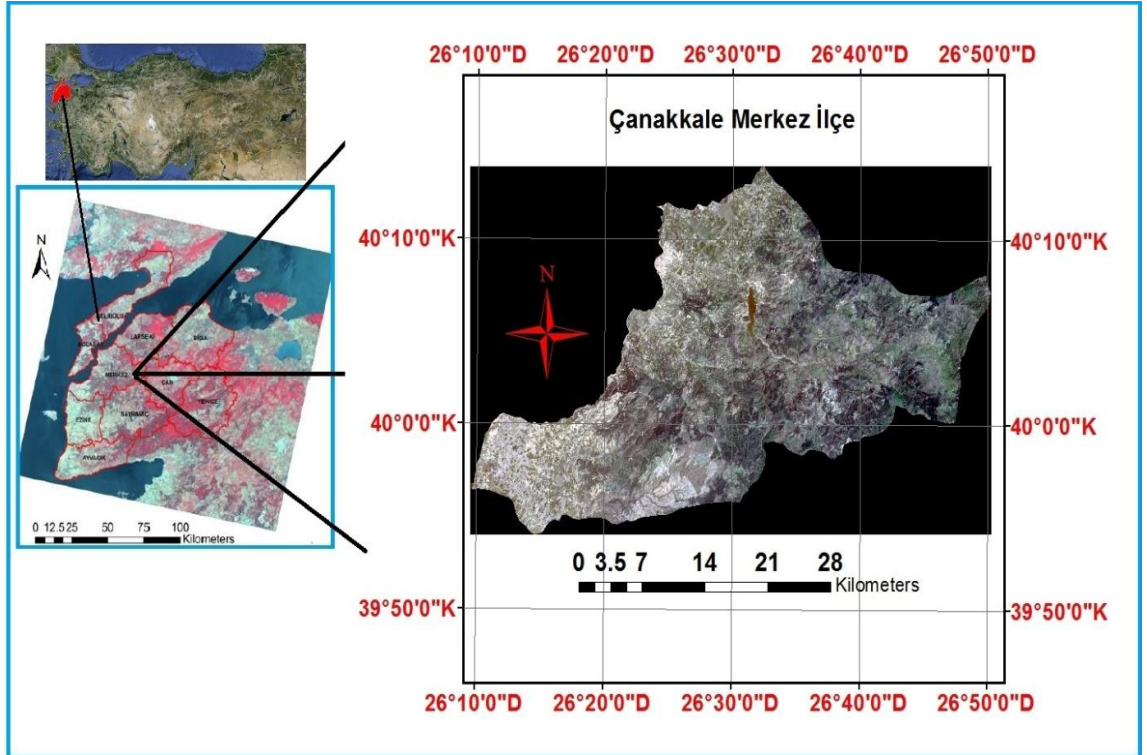 26°10'0"D 26°20'0"D 26°30'0"D 26°40'0"D 26°50'0"D
Çanakkale Merkez İlçe
40°10'0"K 40°10'0"K
N
N
LAPSEKİ
BİGA
MERKEZ
ÇAN
EZİNE
BAYRAMİÇ
YENİCE
AYVACIK
40°0'0"K 40°0'0"K
0 12.525 50 75 100
Kilometers
0 3.5 7 14 21 28
Kilometers
39°50'0"K 39°50'0"K
26°10'0"D 26°20'0"D 26°30'0"D 26°40'0"D 26°50'0"D